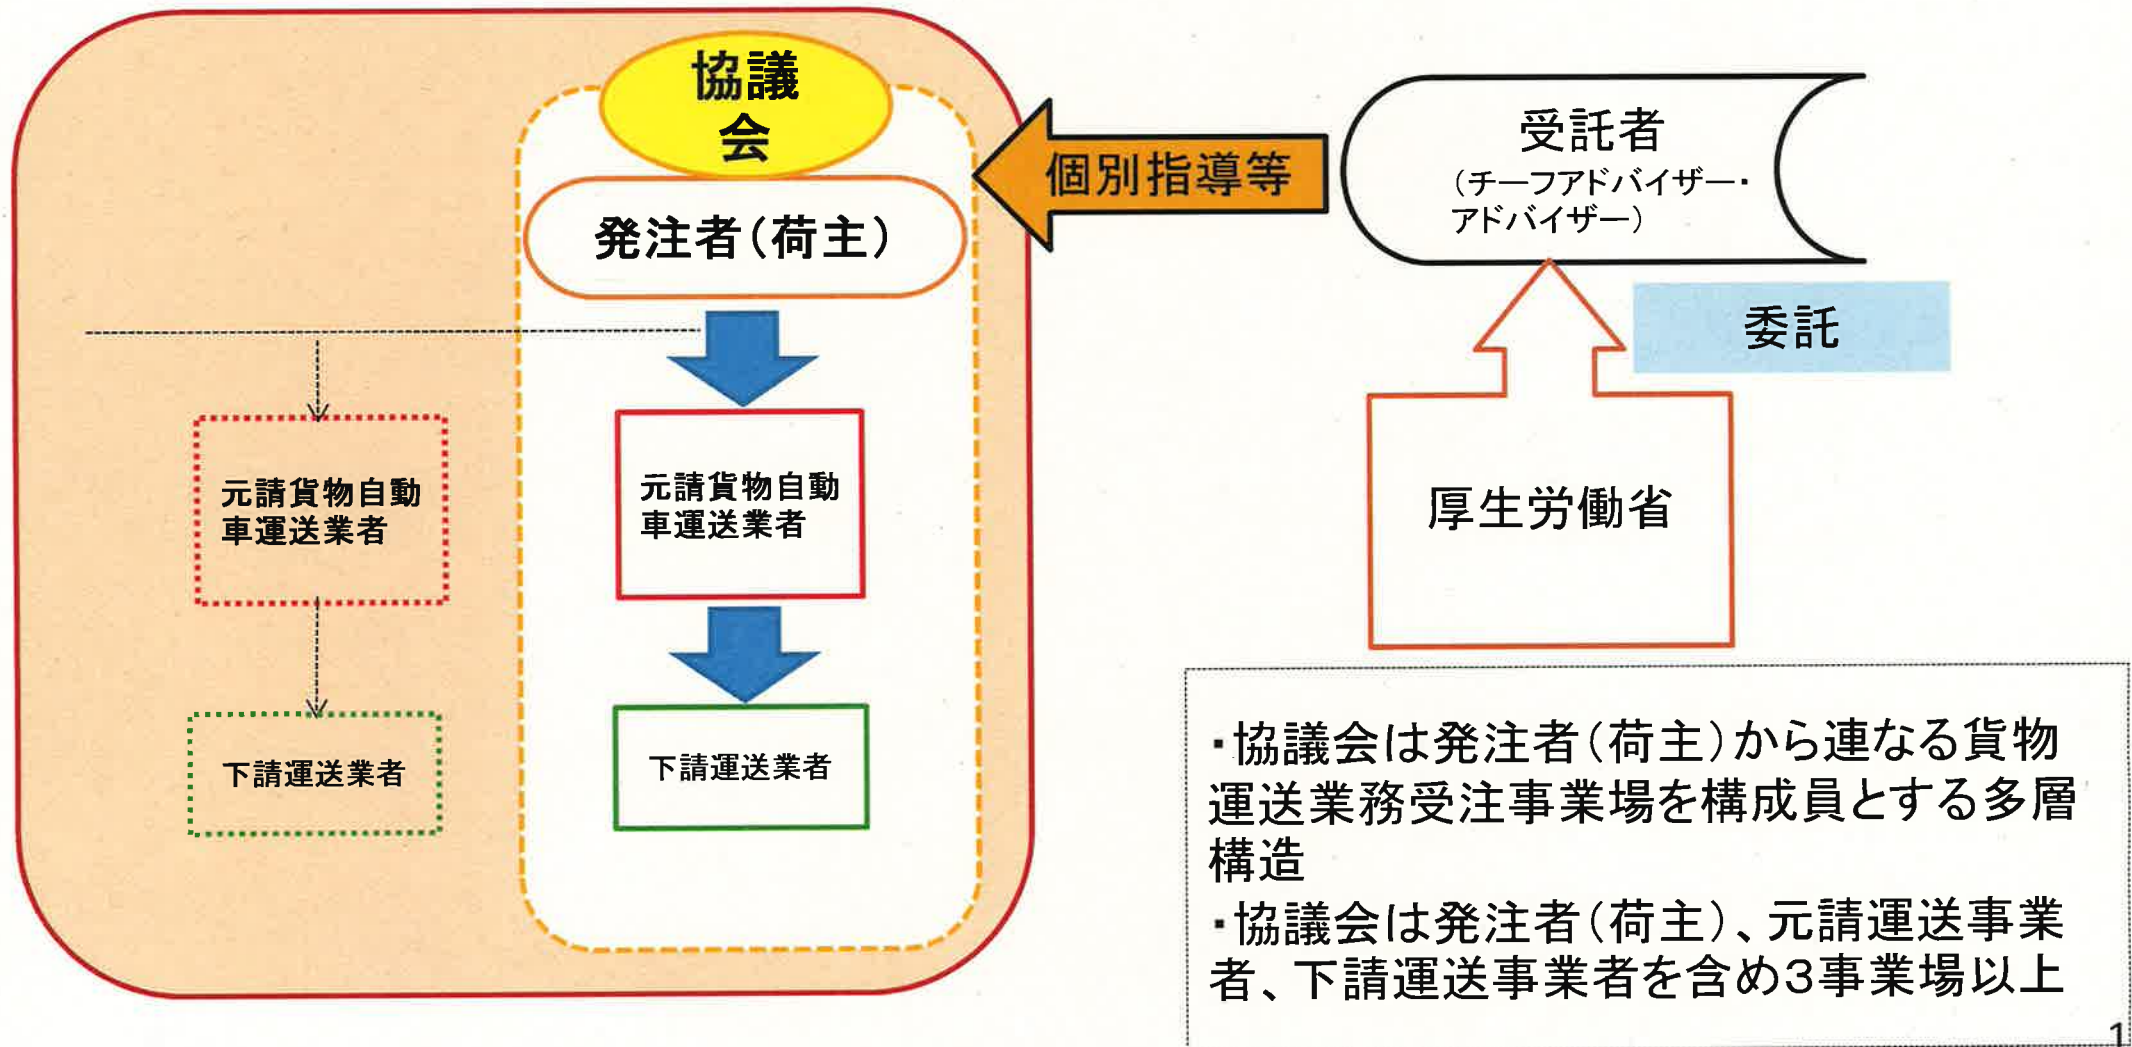 協議
会
発注者（荷主）
個別指導等
受託者
（チーフアドバイザー・
アドバイザー）
委託
厚生労働省
元請貨物自動
車運送業者
元請貨物自動
車運送業者
下請運送業者
下請運送業者
・協議会は発注者（荷主）から連なる貨物
運送業務受注事業場を構成員とする多層
構造
・協議会は発注者（荷主）、元請運送事業
者、下請運送事業者を含め３事業場以上
1